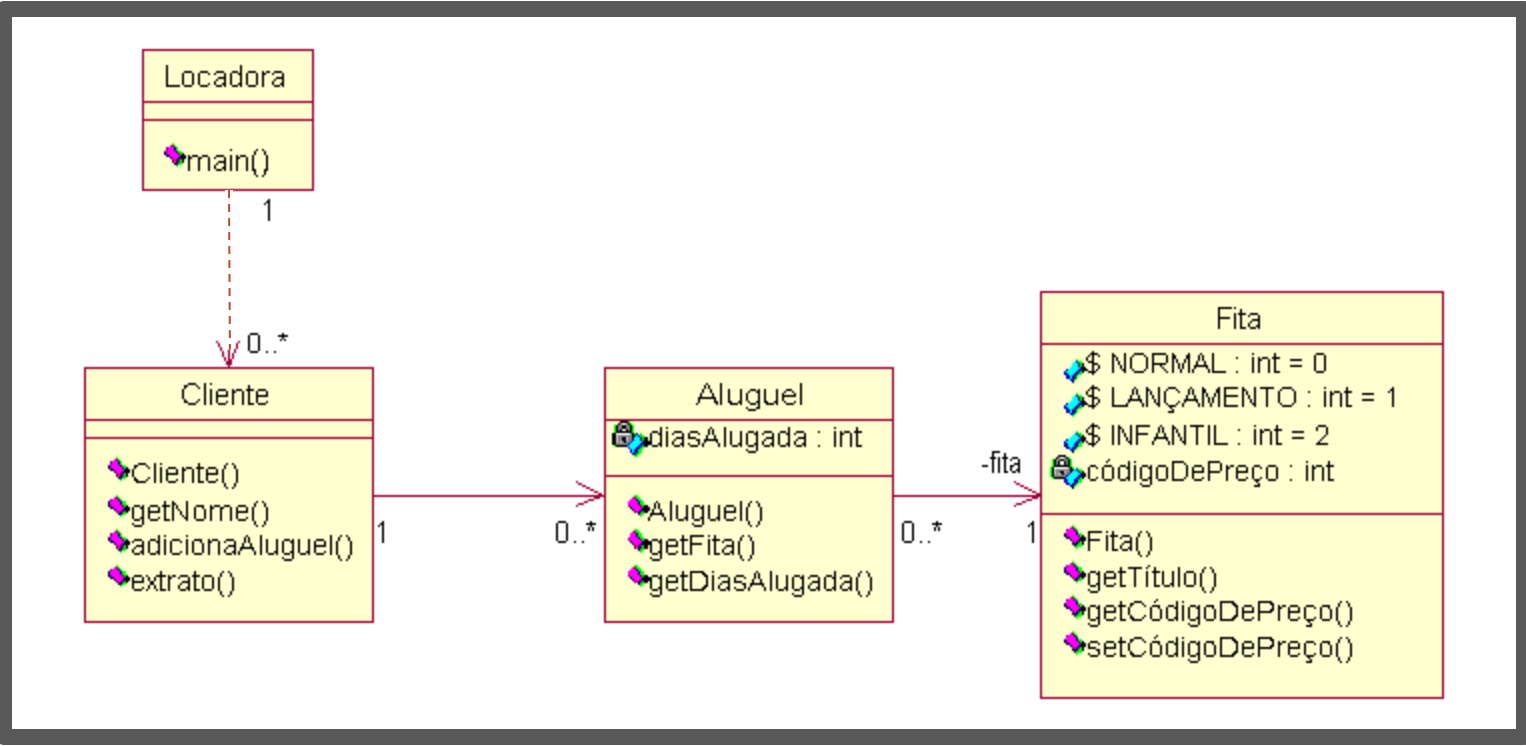 Locadora
main()
1
0..*
Cliente
Cliente()
getNome()
adicionaAluguel()
extrato()
1
0..*
Aluguel
diasAlugada : int
Aluguel()
getFita()
getDiasAlugada()
0..*
-fita
1
Fita
$ NORMAL : int = 0
$ LANÇAMENTO : int = 1
$ INFANTIL : int = 2
códigoDePreço : int
Fita()
getTítulo()
getCódigoDePreço()
setCódigoDePreço()